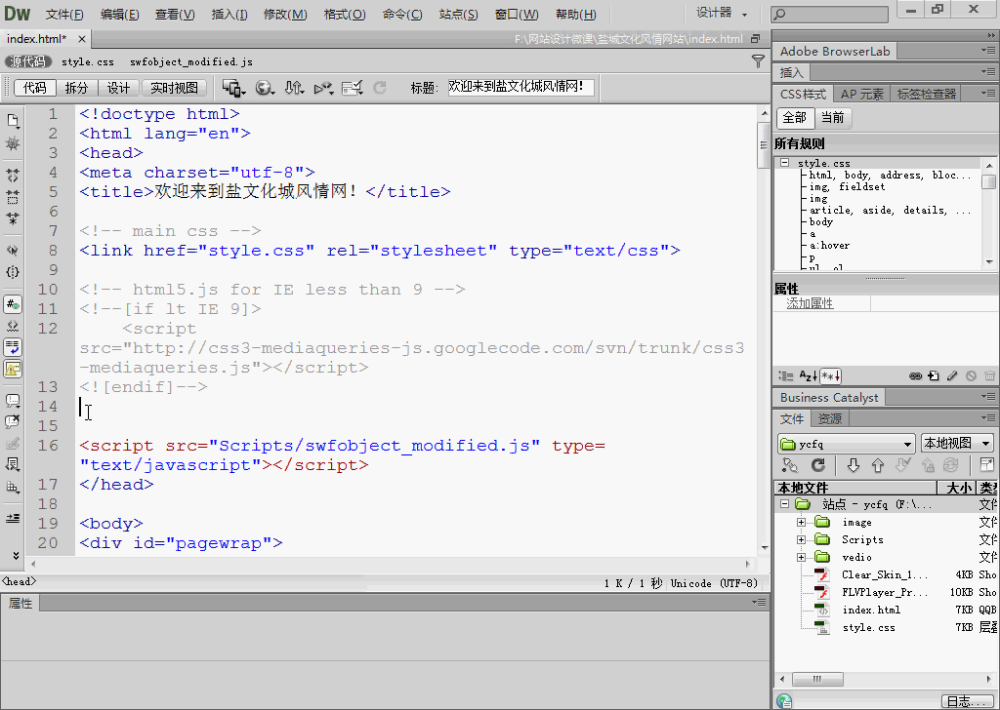 Dw 文件(F) 编辑(E) 查看(V) 插入(I) 修改(M) 格式(O) 命令(C) 站点(S) 窗口(W) 帮助(H) 设计器
index.html* × F:\网站设计微课\盐城文化风情网站\index.html
源代码 style.css swfobject_modified.js
代码 拆分 设计 实时视图 标题: 欢迎来到盐文化城风情网!
1 <!doctype html>
2 <html lang="en">
3 <head>
4 <meta charset="utf-8">
5 <title>欢迎来到盐文化城风情网! </title>
6
7 <!-- main css -->
8 <link href="style.css" rel="stylesheet" type="text/css">
9
10 <!-- html5.js for IE less than 9 -->
11 <!--[if lt IE 9]>
12 <script
src="http://css3-mediaqueries-js.googlecode.com/svn/trunk/css3
-mediaqueries.js"></script>
13 <![endif]-->
14
15
16 <script src="Scripts/swfobject_modified.js" type=
"text/javascript"></script>
17 </head>
18
19 <body>
20 <div id="pagewrap">
<head> 1 K / 1 秒 Unicode (UTF-8)
属性
Adobe BrowserLab
插入
CSS样式 AP 元素 标签检查器
全部 当前
所有规则
style.css
html, body, address, bloc...
img, fieldset
img
article, aside, details, ...
body
a
a:hover
p
ul, ol
属性
添加属性
Business Catalyst
文件 资源
ycfq 本地视图
本地文件 大小 类
站点 - ycfq (F:\... 文件
image 文件
Scripts 文件
vedio 文件
Clear_Skin_1... 4KB Sho
FLVPlayer_Pr... 10KB Sho
index.html 7KB QQB
style.css 7KB 层叠
日志...